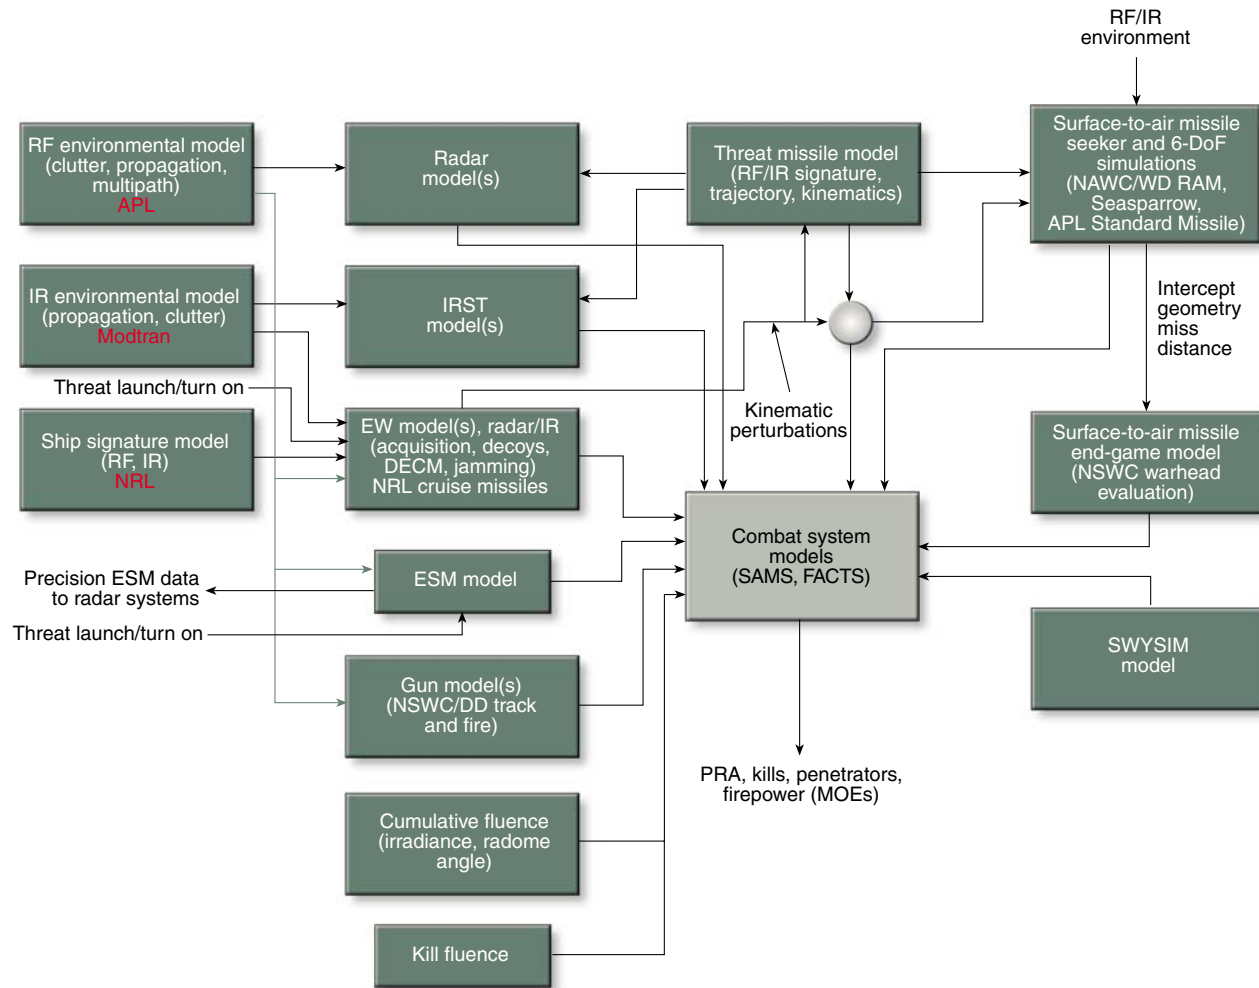 RF/IR
environment
RF environmental model
(clutter, propagation,
multipath)
APL
Radar
model(s)
Threat missile model
(RF/IR signature,
trajectory, kinematics)
Surface-to-air missile
seeker and 6-DoF
simulations
(NAWC/WD RAM,
Seasparrow,
APL Standard Missile)
IR environmental model
(propagation, clutter)
Modtran
IRST
model(s)
Intercept
geometry
miss
distance
Threat launch/turn on
Kinematic
perturbations
Ship signature model
(RF, IR)
NRL
EW model(s), radar/IR
(acquisition, decoys,
DECM, jamming)
NRL cruise missiles
Surface-to-air missile
end-game model
(NSWC warhead
evaluation)
Combat system
models
(SAMS, FACTS)
Precision ESM data
to radar systems
ESM model
Threat launch/turn on
SWYSIM
model
Gun model(s)
(NSWC/DD track
and fire)
PRA, kills, penetrators,
firepower (MOEs)
Cumulative fluence
(irradiance, radome
angle)
Kill fluence